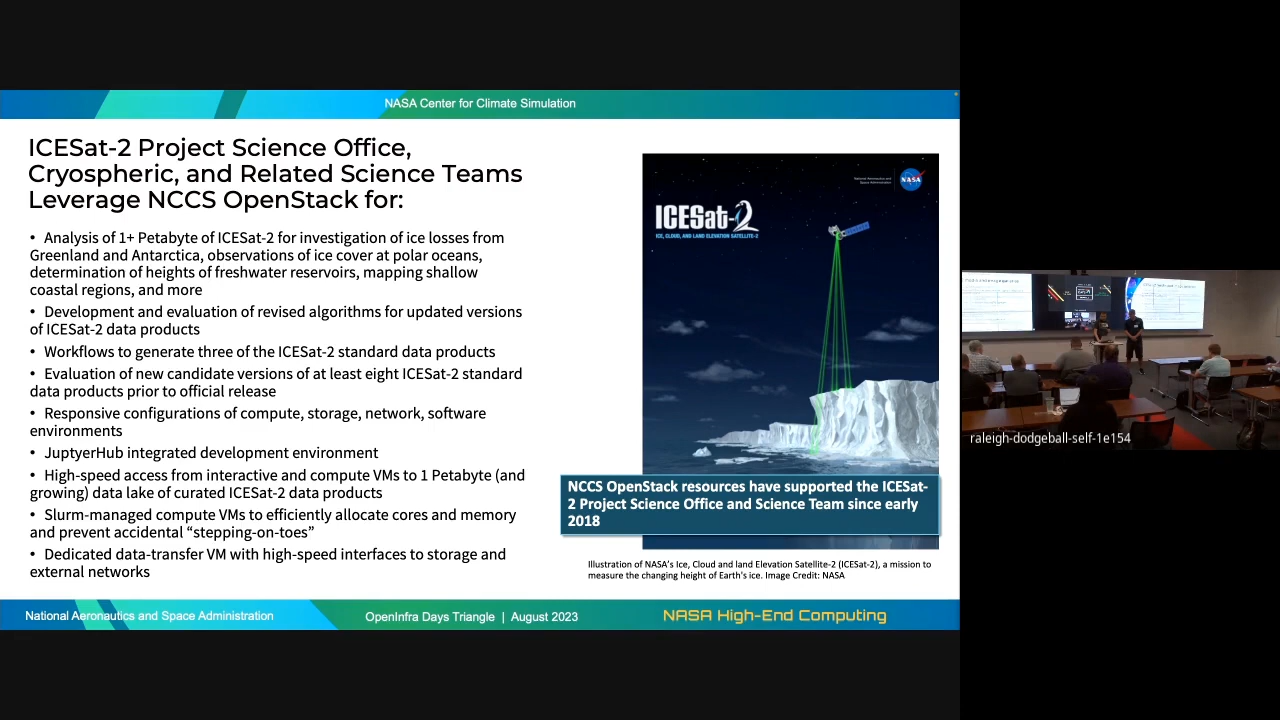 NASA Center for Climate Simulation
ICESat-2 Project Science Office,
Cryospheric, and Related Science Teams
Leverage NCCS OpenStack for:
• Analysis of 1+ Petabyte of ICESat-2 for investigation of ice losses from
Greenland and Antarctica, observations of ice cover at polar oceans,
determination of heights of freshwater reservoirs, mapping shallow
coastal regions, and more
• Development and evaluation of revised algorithms for updated versions
of ICESat-2 data products
• Workflows to generate three of the ICESat-2 standard data products
• Evaluation of new candidate versions of at least eight ICESat-2 standard
data products prior to official release
• Responsive configurations of compute, storage, network, software
environments
• JuptyerHub integrated development environment
• High-speed access from interactive and compute VMs to 1 Petabyte (and
growing) data lake of curated ICESat-2 data products
• Slurm-managed compute VMs to efficiently allocate cores and memory
and prevent accidental “stepping-on-toes”
• Dedicated data-transfer VM with high-speed interfaces to storage and
external networks
National Aeronautics and
Space Administration
NASA
ICESat-2
ICE, CLOUD, AND LAND ELEVATION SATELLITE-2
NCCS OpenStack resources have supported the ICESat-
2 Project Science Office and Science Team since early
2018
Illustration of NASA's Ice, Cloud and land Elevation Satellite-2 (ICESat-2), a mission to
measure the changing height of Earth's ice. Image Credit: NASA
National Aeronautics and Space Administration
OpenInfra Days Triangle | August 2023
NASA High-End Computing
raleigh-dodgeball-self-1e154